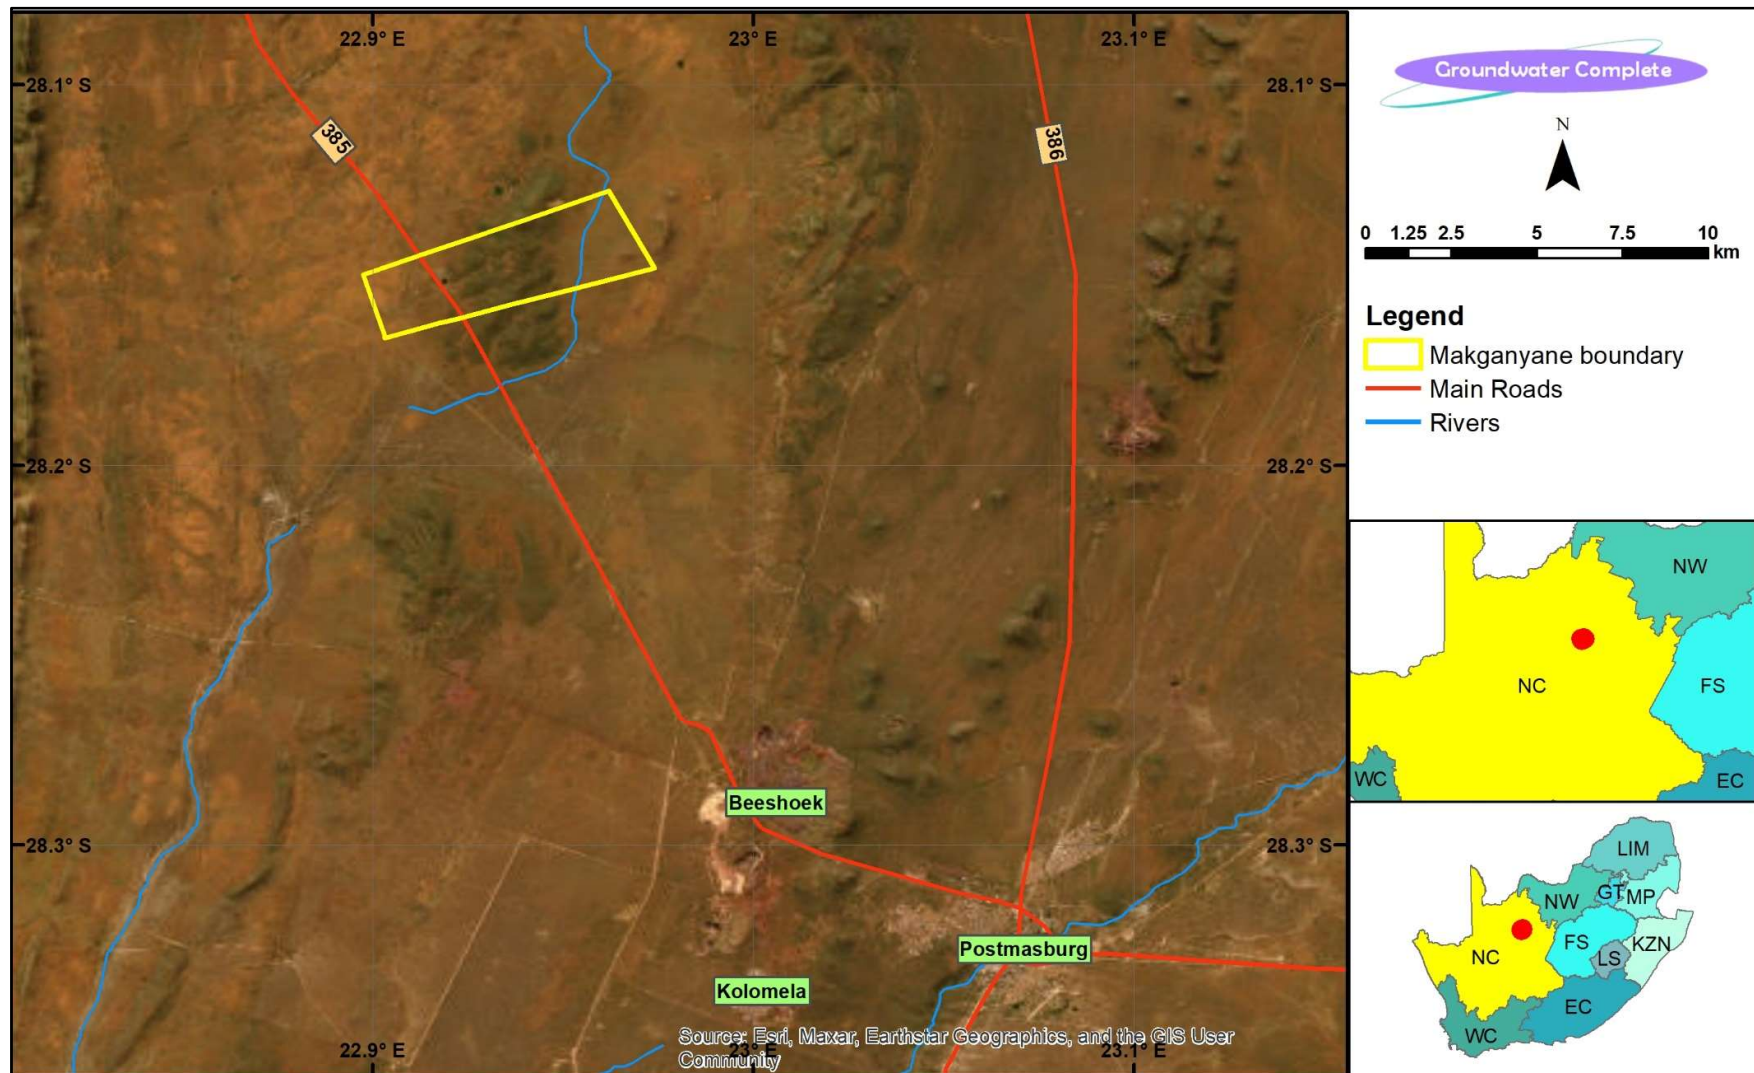 22.9° E
23° E
23.1° E
28.1° S
28.1° S
385
386
28.2° S
28.2° S
Beeshoek
28.3° S
28.3° S
Postmasburg
Kolomela
Source: Esri, Maxar, Earthstar Geographics, and the GIS User
Community
22.9° E
23° E
23.1° E
Groundwater Complete
N
0 1.25 2.5 5 7.5 10
km
Legend
Makganyane boundary
Main Roads
Rivers
NW
NC
FS
WC
EC
LIM
NW
GT
MP
NC
FS
KZN
LS
EC
WC